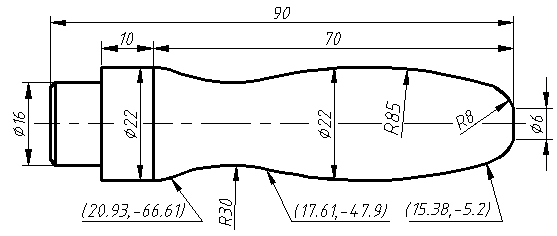 90
10
70
Ø16
Ø22
Ø22
R85
R8
Ø6
(20.93,-66.61)
R30
(17.61,-47.9)
(15.38,-5.2)